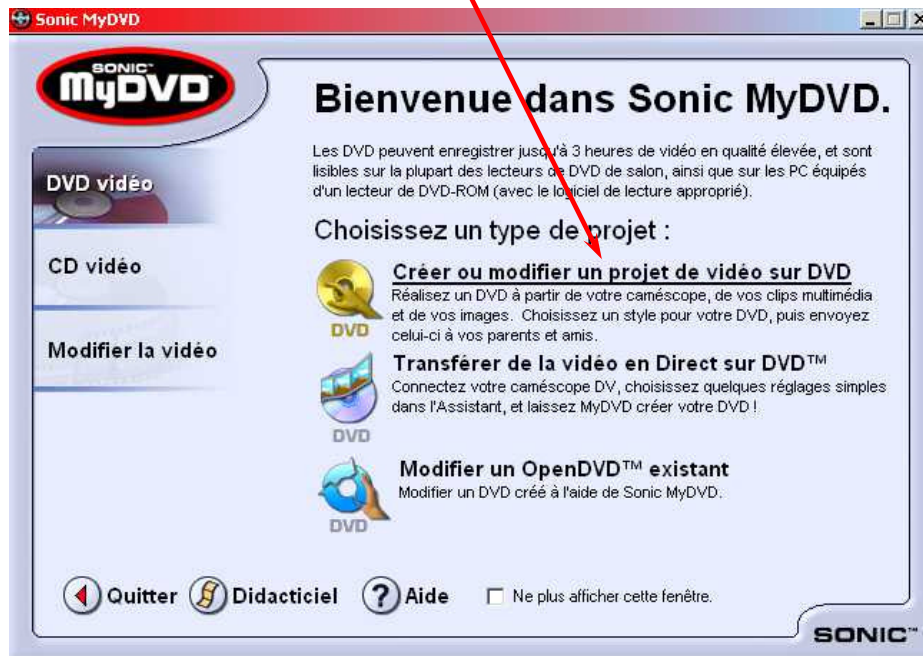 Sonic MyDVD
SONIC™
MyDVD
Bienvenue dans Sonic MyDVD.
Les DVD peuvent enregistrer jusqu'à 3 heures de vidéo en qualité élevée, et sont
lisibles sur la plupart des lecteurs de DVD de salon, ainsi que sur les PC équipés
d'un lecteur de DVD-ROM (avec le logiciel de lecture approprié).
DVD vidéo
CD vidéo
Modifier la vidéo
Choisissez un type de projet :
Créer ou modifier un projet de vidéo sur DVD
Réalisez un DVD à partir de votre caméscope, de vos clips multimédia
et de vos images. Choisissez un style pour votre DVD, puis envoyez
celui-ci à vos parents et amis.
DVD
Transférer de la vidéo en Direct sur DVD™
Connectez votre caméscope DV, choisissez quelques réglages simples
dans l'Assistant, et laissez MyDVD créer votre DVD !
DVD
Modifier un OpenDVD™ existant
Modifier un DVD créé à l'aide de Sonic MyDVD.
DVD
Quitter Didacticiel ? Aide Ne plus afficher cette fenêtre.
SONIC™